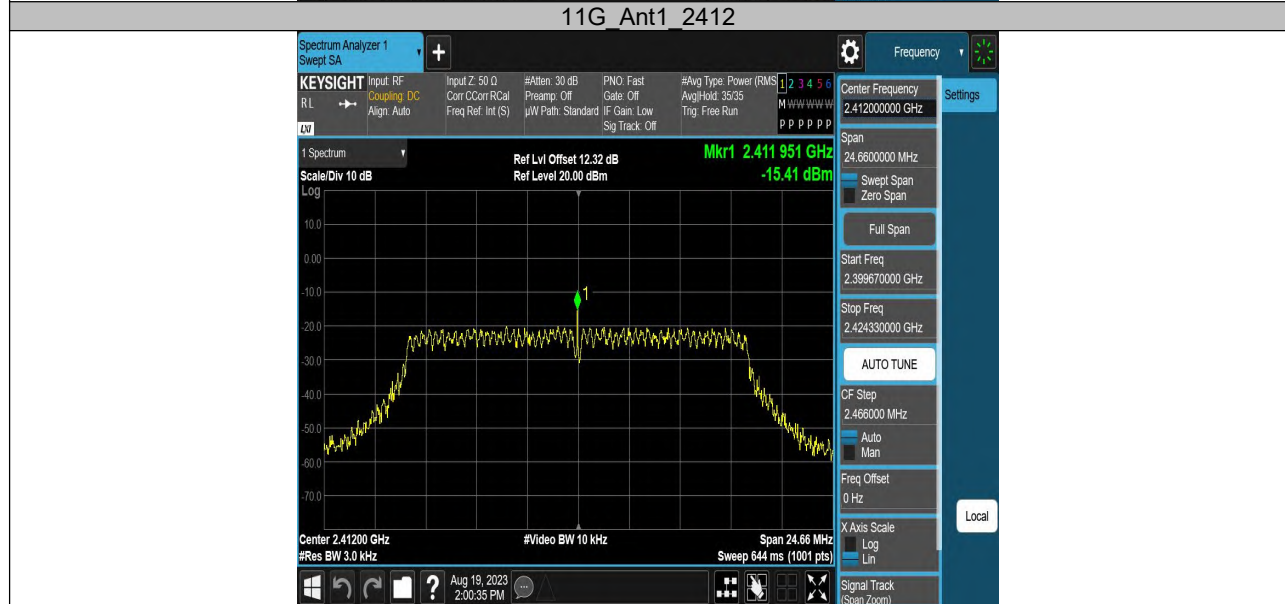 11G_Ant1_2412
Spectrum Analyzer 1
Swept SA
+
Frequency
KEYSIGHT
RL
LXI
Input: RF
Coupling: DC
Align: Auto
Input Z: 50 Ω
Corr CCorr RCal
Freq Ref: Int (S)
#Atten: 30 dB
Preamp: Off
µW Path: Standard
PNO: Fast
Gate: Off
IF Gain: Low
Sig Track: Off
#Avg Type: Power (RMS
Avg|Hold: 35/35
Trig: Free Run
1 2 3 4 5 6
M W W W W W
P P P P P P
1 Spectrum
Scale/Div 10 dB
Log
Ref Lvl Offset 12.32 dB
Ref Level 20.00 dBm
Mkr1 2.411 951 GHz
-15.41 dBm
10.0
0.00
-10.0
-20.0
-30.0
-40.0
-50.0
-60.0
-70.0
1
Center 2.41200 GHz
#Res BW 3.0 kHz
#Video BW 10 kHz
Span 24.66 MHz
Sweep 644 ms (1001 pts)
Center Frequency
2.412000000 GHz
Span
24.6600000 MHz
Swept Span
Zero Span
Full Span
Start Freq
2.399670000 GHz
Stop Freq
2.424330000 GHz
AUTO TUNE
CF Step
2.466000 MHz
Auto
Man
Freq Offset
0 Hz
X Axis Scale
Log
Lin
Signal Track
(Span Zoom)
Settings
Local
?
Aug 19, 2023
2:00:35 PM